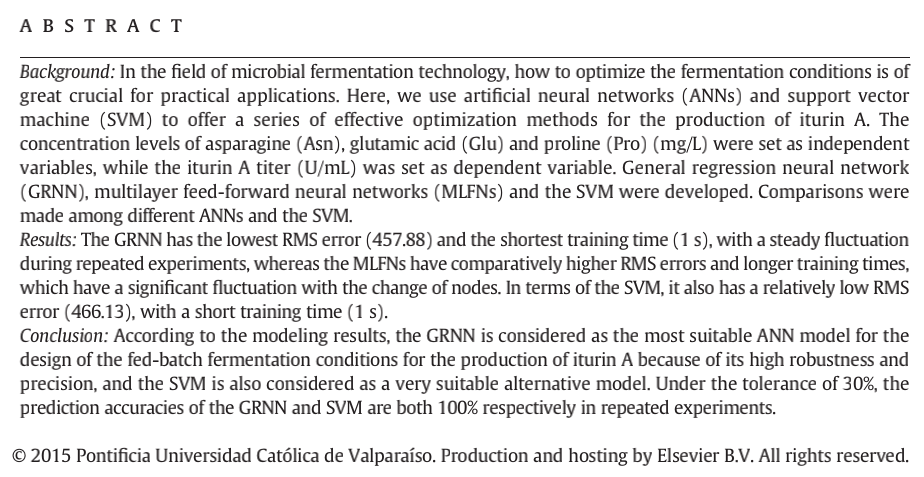 A B S T R A C T
Background: In the field of microbial fermentation technology, how to optimize the fermentation conditions is of
great crucial for practical applications. Here, we use artificial neural networks (ANNs) and support vector
machine (SVM) to offer a series of effective optimization methods for the production of iturin A. The
concentration levels of asparagine (Asn), glutamic acid (Glu) and proline (Pro) (mg/L) were set as independent
variables, while the iturin A titer (U/mL) was set as dependent variable. General regression neural network
(GRNN), multilayer feed-forward neural networks (MLFNs) and the SVM were developed. Comparisons were
made among different ANNs and the SVM.
Results: The GRNN has the lowest RMS error (457.88) and the shortest training time (1 s), with a steady fluctuation
during repeated experiments, whereas the MLFNs have comparatively higher RMS errors and longer training times,
which have a significant fluctuation with the change of nodes. In terms of the SVM, it also has a relatively low RMS
error (466.13), with a short training time (1 s).
Conclusion: According to the modeling results, the GRNN is considered as the most suitable ANN model for the
design of the fed-batch fermentation conditions for the production of iturin A because of its high robustness and
precision, and the SVM is also considered as a very suitable alternative model. Under the tolerance of 30%, the
prediction accuracies of the GRNN and SVM are both 100% respectively in repeated experiments.
© 2015 Pontificia Universidad Católica de Valparaíso. Production and hosting by Elsevier B.V. All rights reserved.